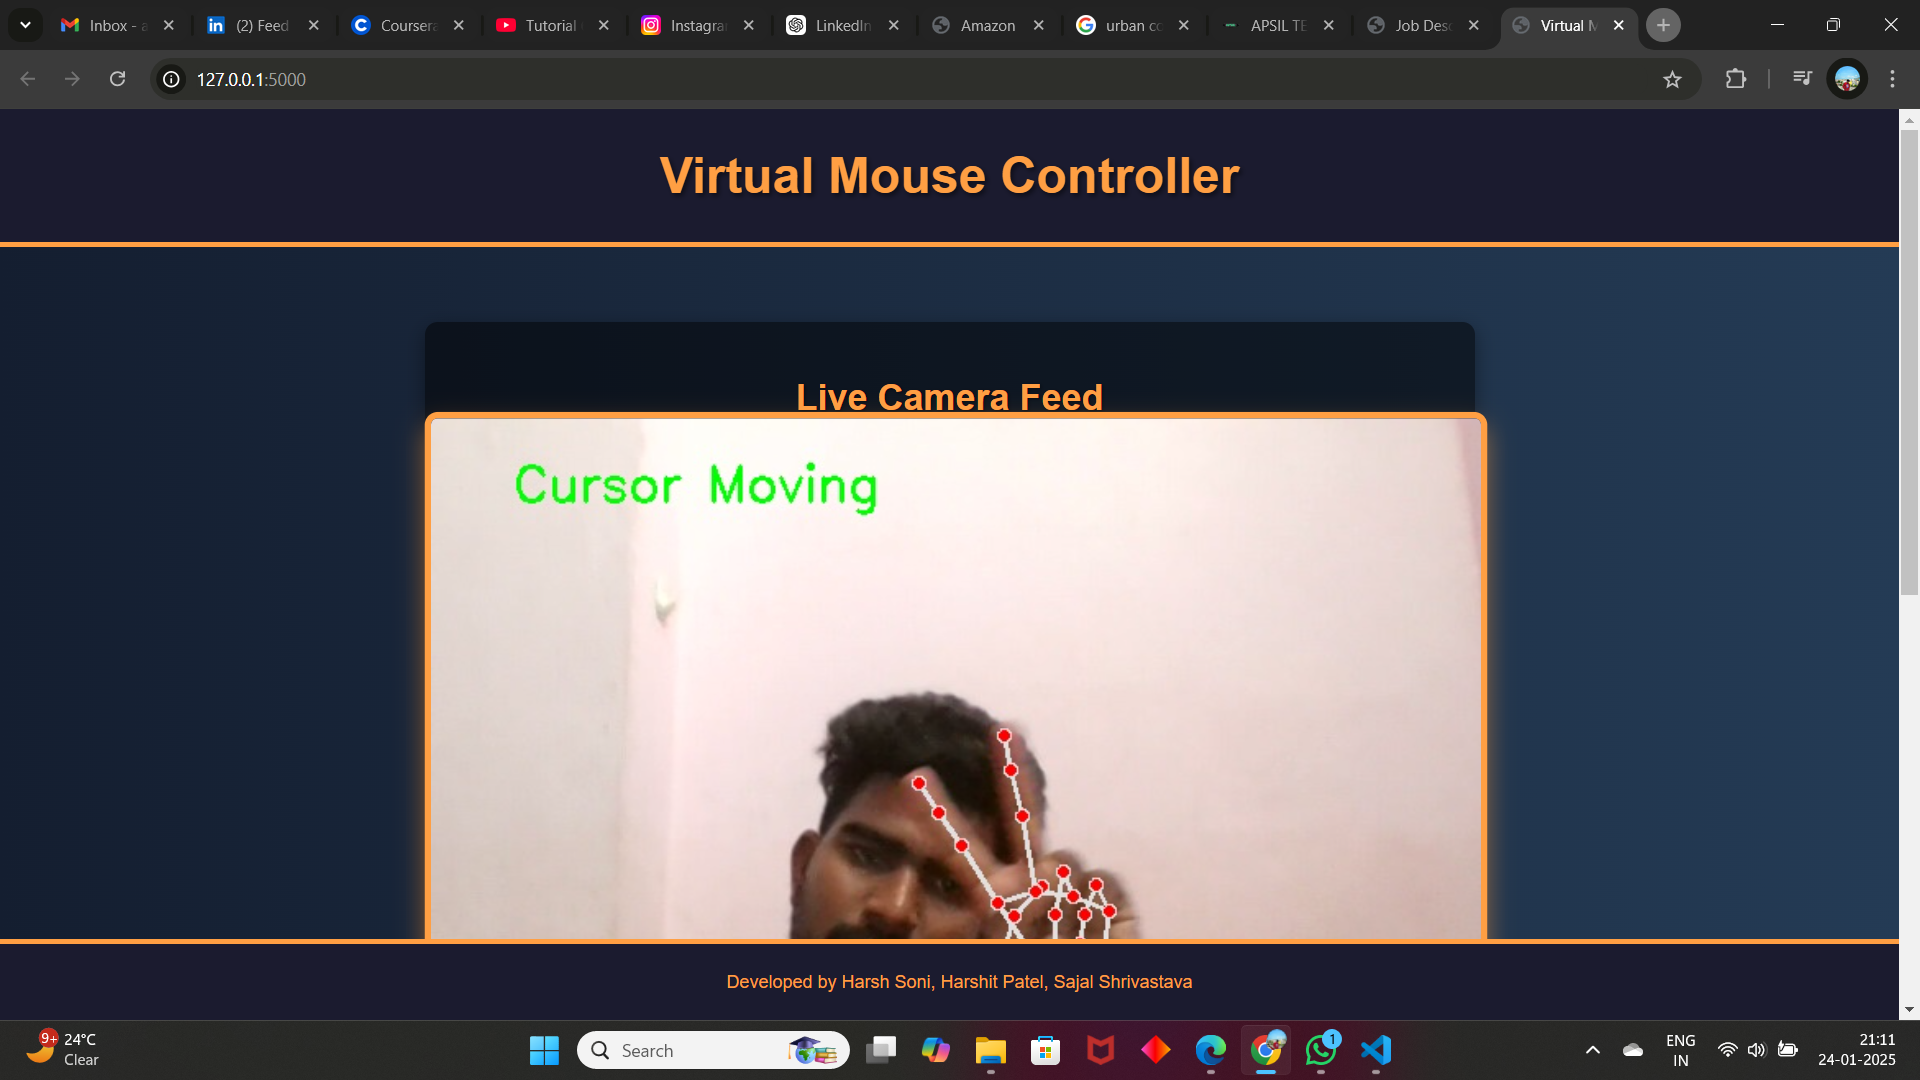 Inbox - a
(2) Feed
Coursera
Tutorial
Instagra
LinkedIn
Amazon
urban co
APSIL TE
Job Desc
Virtual M
127.0.0.1:5000
Virtual Mouse Controller
Live Camera Feed
Cursor Moving
Developed by Harsh Soni, Harshit Patel, Sajal Shrivastava
9+
24°C
Clear
Search
1
ENG
IN
21:11
24-01-2025